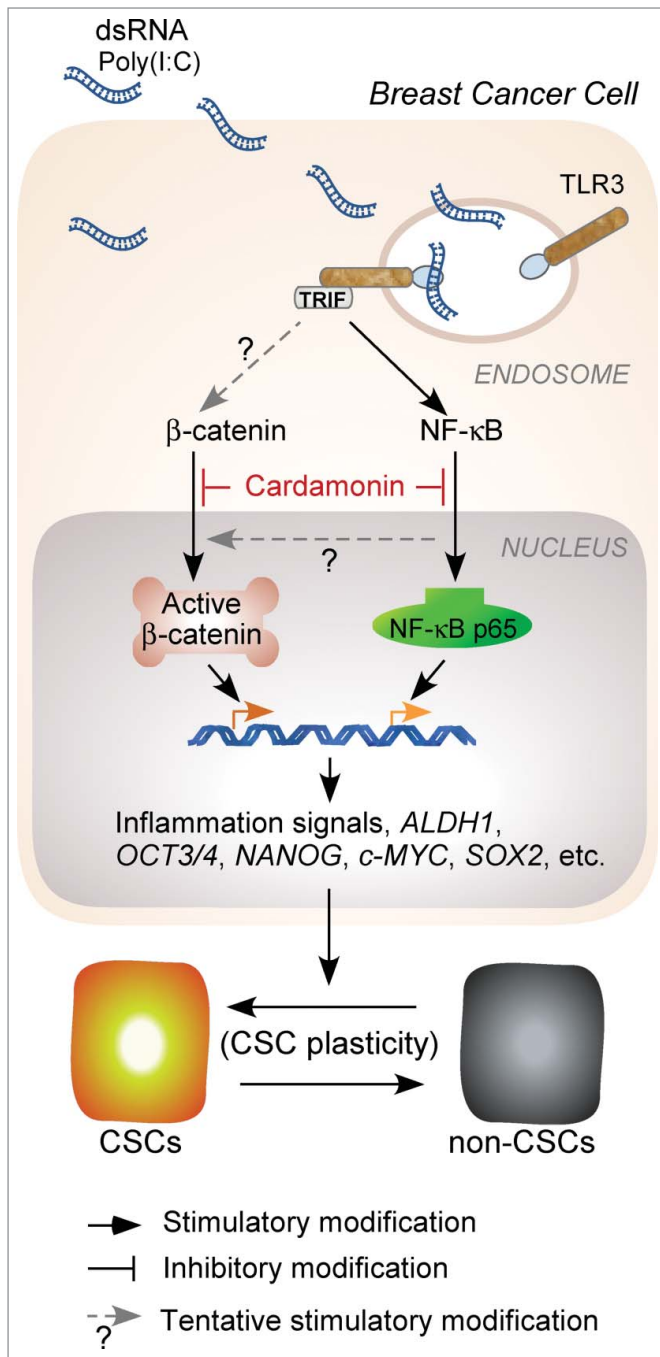 dsRNA
Poly(I:C)
Breast Cancer Cell
TLR3
TRIF
?
ENDOSOME
β-catenin
NF-κB
Cardamonin
?
NUCLEUS
Active
β-catenin
NF-κB p65
Inflammation signals, ALDH1,
OCT3/4, NANOG, c-MYC, SOX2, etc.
(CSC plasticity)
CSCs
non-CSCs
Stimulatory modification
Inhibitory modification
?
Tentative stimulatory modification